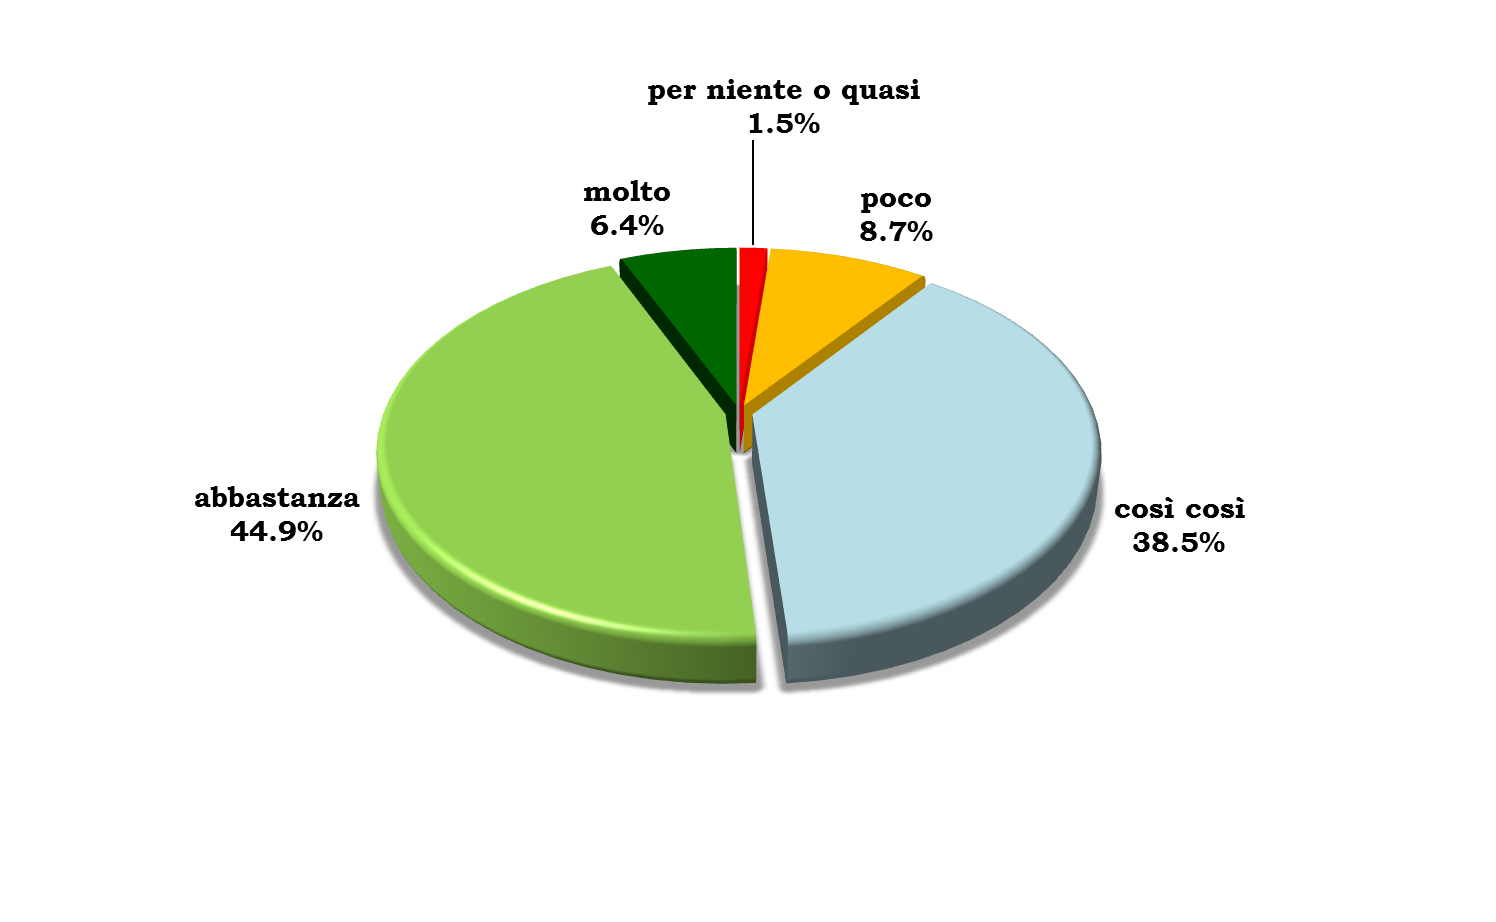 per niente o quasi
1.5%
molto
6.4%
poco
8.7%
abbastanza
44.9%
così così
38.5%